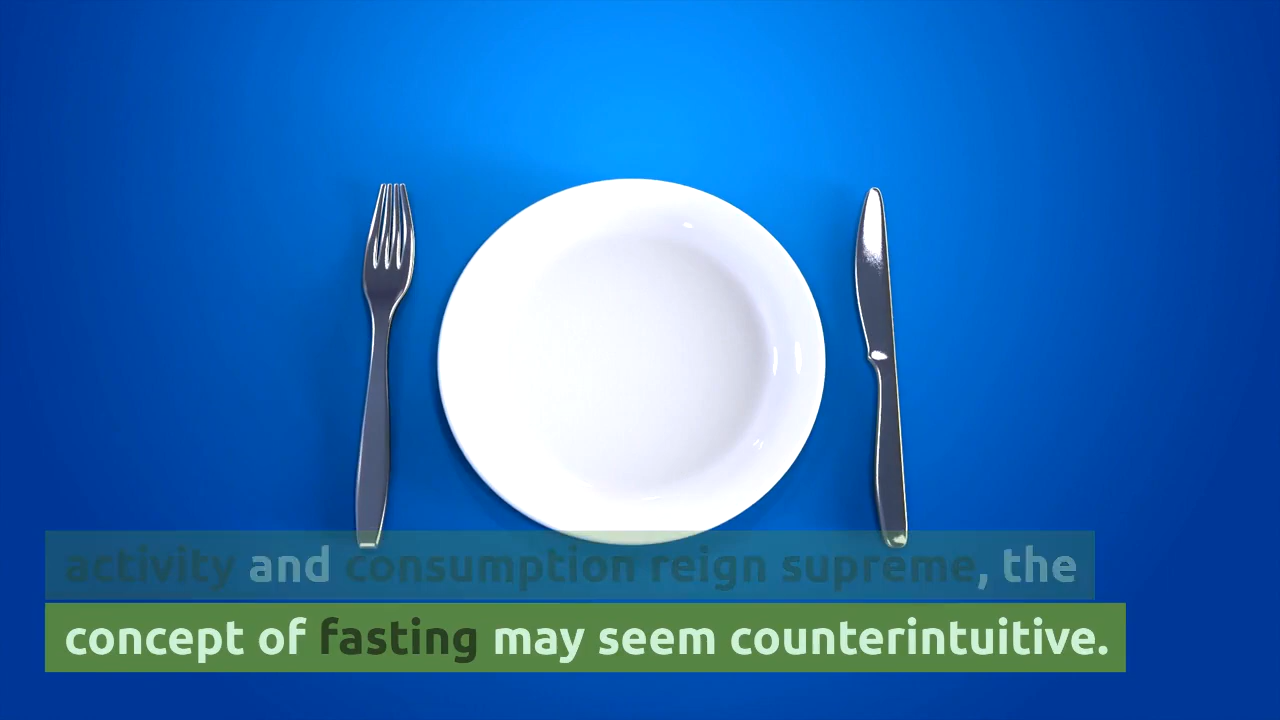 activity and consumption reign supreme, the
concept of fasting may seem counterintuitive.